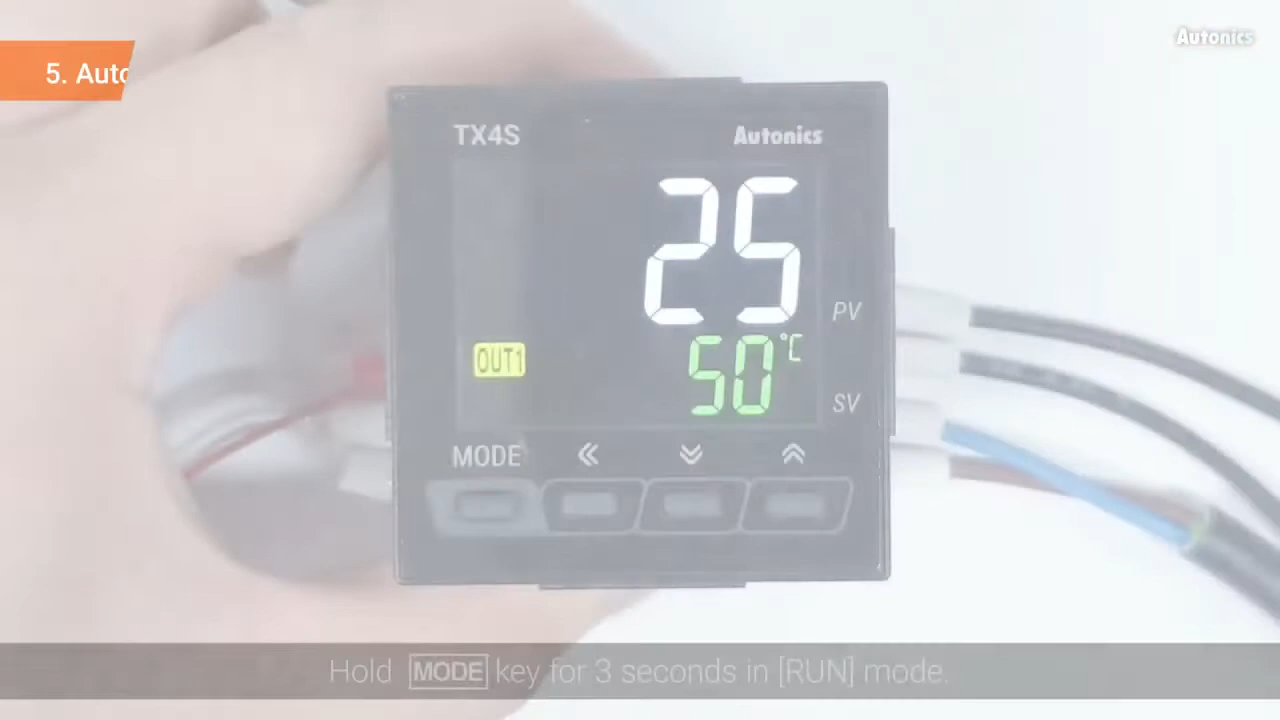 Autonics
5. Auto
TX4S Autonics
25
PV
50°C
OUT1
SV
MODE
Hold MODE key for 3 seconds in [RUN] mode.